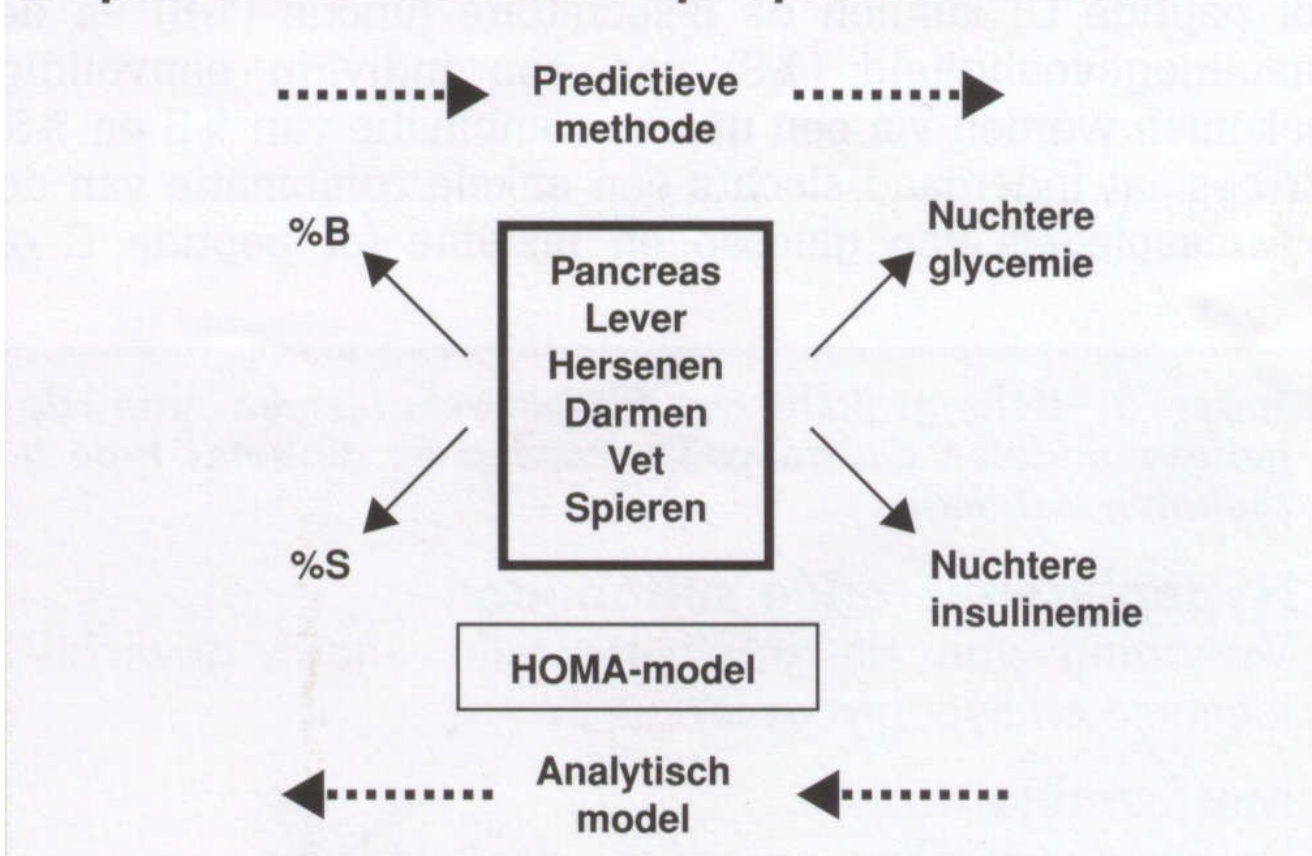 Predictieve
methode
%B
Nuchtere
glycemie
Pancreas
Lever
Hersenen
Darmen
Vet
Spieren
%S
Nuchtere
insulinemie
HOMA-model
Analytisch
model